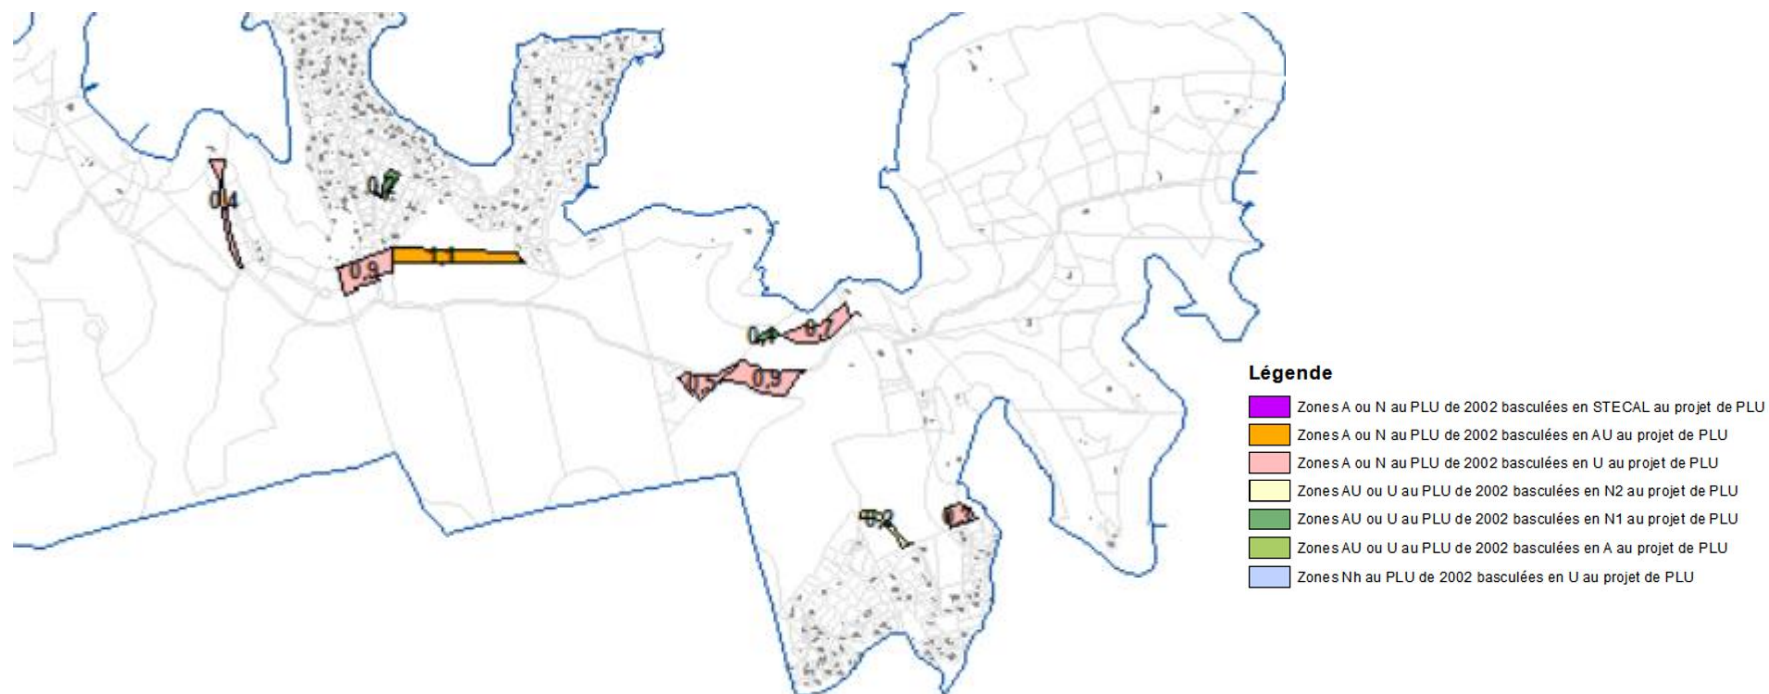 0,4
1,1
0,9
0,7
0,5
0,9
Légende
Zones A ou N au PLU de 2002 basculées en STECAL au projet de PLU
Zones A ou N au PLU de 2002 basculées en AU au projet de PLU
Zones A ou N au PLU de 2002 basculées en U au projet de PLU
Zones AU ou U au PLU de 2002 basculées en N2 au projet de PLU
Zones AU ou U au PLU de 2002 basculées en N1 au projet de PLU
Zones AU ou U au PLU de 2002 basculées en A au projet de PLU
Zones Nh au PLU de 2002 basculées en U au projet de PLU